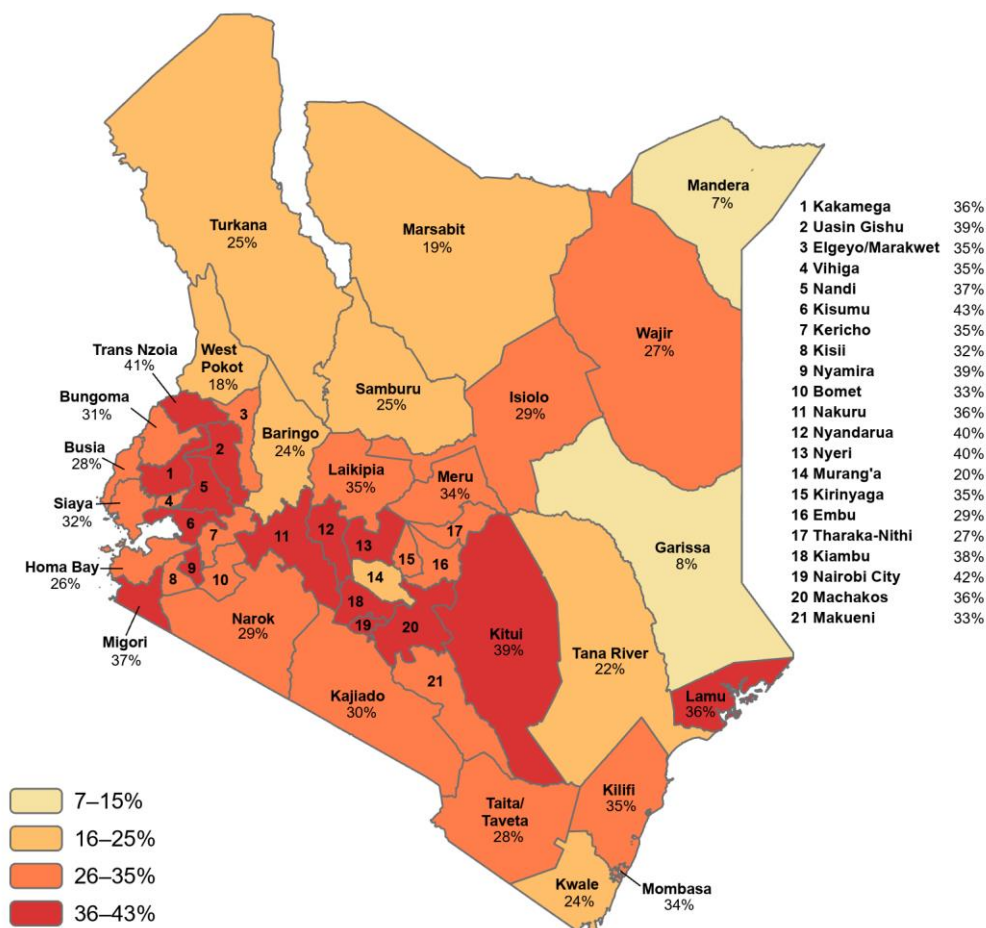 Mandera
7%
Turkana
25%
Marsabit
19%
Wajir
27%
Trans Nzoia
41%
West
Pokot
18%
Samburu
25%
Isiolo
29%
Bungoma
31%
Baringo
24%
Busia
28%
Laikipia
35%
Meru
34%
Siaya
32%
Garissa
8%
Homa Bay
26%
Narok
29%
Kitui
39%
Tana River
22%
Migori
37%
Kajiado
30%
Lamu
36%
Kilifi
35%
Taita/
Taveta
28%
Kwale
24%
Mombasa
34%
1
2
3
4
5
6
7
8
9
10
11
12
13
14
15
16
17
18
19
20
21
1 Kakamega 36%
2 Uasin Gishu 39%
3 Elgeyo/Marakwet 35%
4 Vihiga 35%
5 Nandi 37%
6 Kisumu 43%
7 Kericho 35%
8 Kisii 32%
9 Nyamira 39%
10 Bomet 33%
11 Nakuru 36%
12 Nyandarua 40%
13 Nyeri 40%
14 Murang'a 20%
15 Kirinyaga 35%
16 Embu 29%
17 Tharaka-Nithi 27%
18 Kiambu 38%
19 Nairobi City 42%
20 Machakos 36%
21 Makueni 33%
7–15%
16–25%
26–35%
36–43%